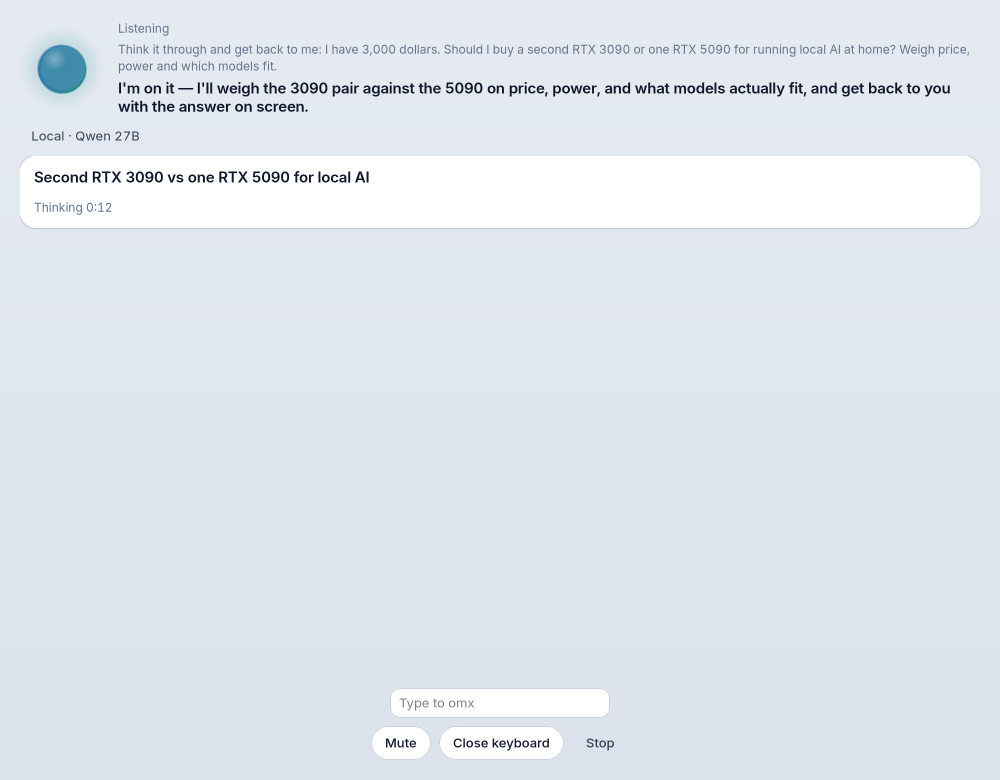 Listening
Think it through and get back to me: I have 3,000 dollars. Should I buy a second RTX 3090 or one RTX 5090 for running local AI at home? Weigh price,
power and which models fit.
I'm on it — I'll weigh the 3090 pair against the 5090 on price, power, and what models actually fit, and get back to you
with the answer on screen.
Local · Qwen 27B
Second RTX 3090 vs one RTX 5090 for local AI
Thinking 0:12
Type to omx
Mute
Close keyboard
Stop